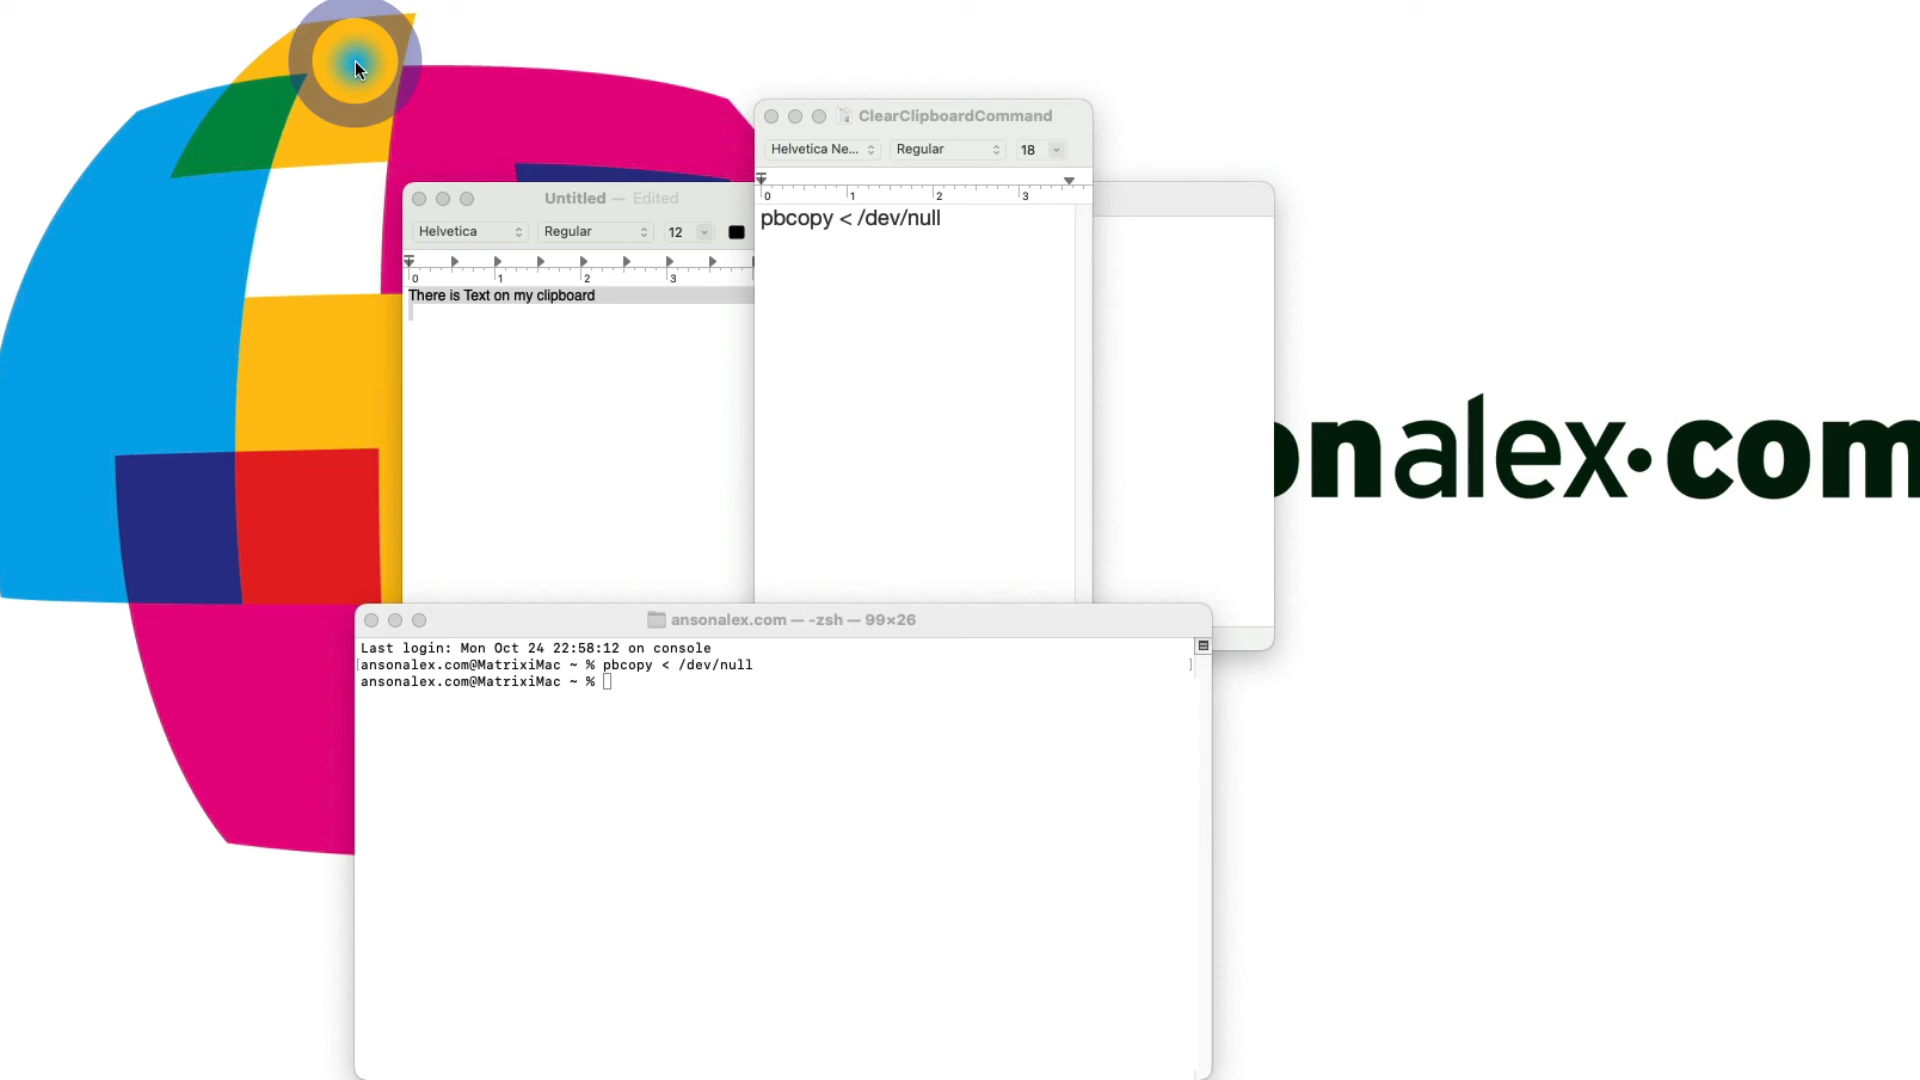 ClearClipboardCommand
Helvetica Ne... Regular 18
0 1 2 3
pbcopy < /dev/null
Untitled — Edited
Helvetica Regular 12
0 1 2 3
There is Text on my clipboard
onalex.com
ansonalex.com — -zsh — 99×26
Last login: Mon Oct 24 22:58:12 on console
[ansonalex.com@MatrixiMac ~ % pbcopy < /dev/null ]
ansonalex.com@MatrixiMac ~ %